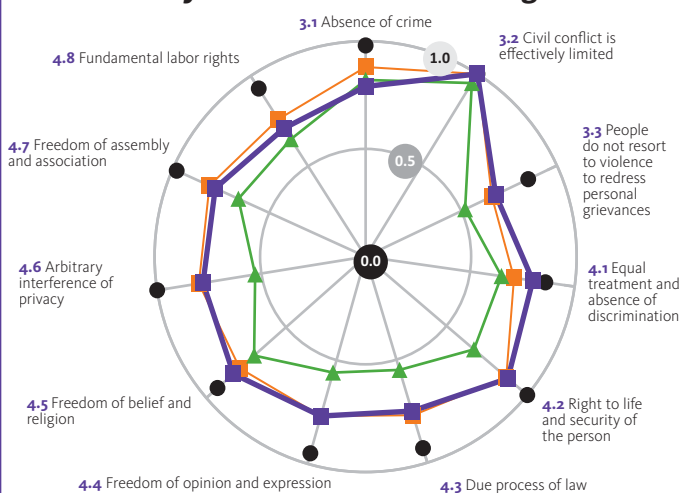 3.1 Absence of crime
3.2 Civil conflict is
effectively limited
1.0
4.8 Fundamental labor rights
3.3 People
do not resort
to violence
to redress
personal
grievances
4.7 Freedom of assembly
and association
0.5
0.0
4.6 Arbitrary
interference of
privacy
4.1 Equal
treatment and
absence of
discrimination
4.5 Freedom of belief and
religion
4.2 Right to life
and security of
the person
4.4 Freedom of opinion and expression
4.3 Due process of law